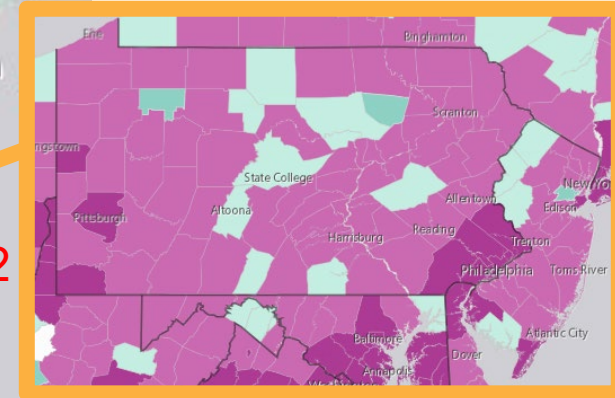 Erie
Binghamton
Scranton
ngstown
State College
New Yo
Allentown
Edison
Pittsburgh
Altoona
Harrisburg
Reading
Trenton
2
Philadelphia
Toms River
Baltimore
Atlantic City
Dover
Annapolis